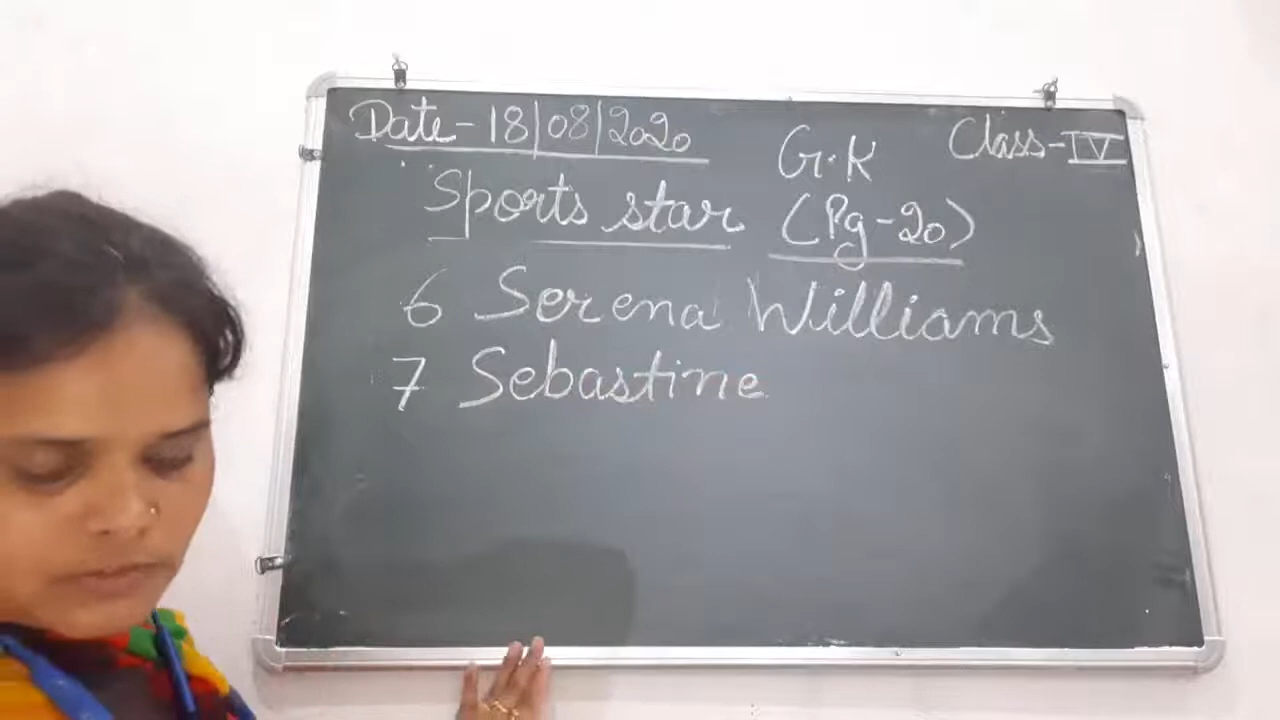 Date - 18/08/2020
G.K
Class - IV
Sports star (Pg-20)
6 Serena Williams
7 Sebastine